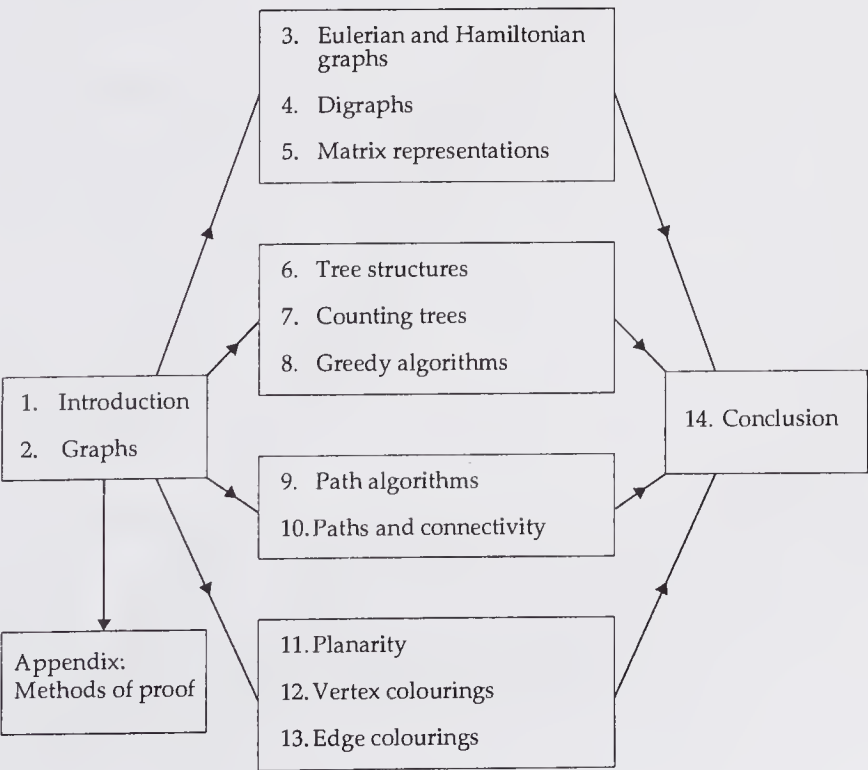 3. Eulerian and Hamiltonian
graphs
4. Digraphs
5. Matrix representations
6. Tree structures
7. Counting trees
8. Greedy algorithms
1. Introduction
2. Graphs
14. Conclusion
9. Path algorithms
10. Paths and connectivity
Appendix:
Methods of proof
11. Planarity
12. Vertex colourings
13. Edge colourings